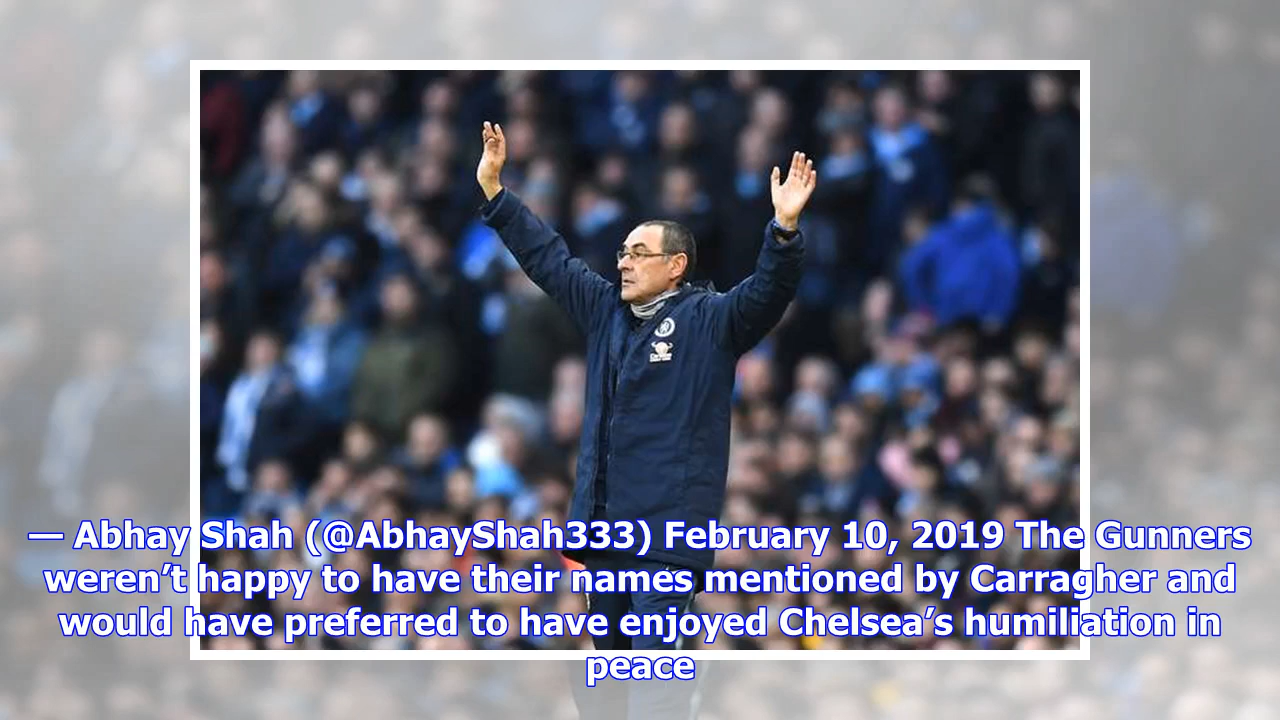 — Abhay Shah (@AbhayShah333) February 10, 2019 The Gunners
weren’t happy to have their names mentioned by Carragher and
would have preferred to have enjoyed Chelsea’s humiliation in
peace